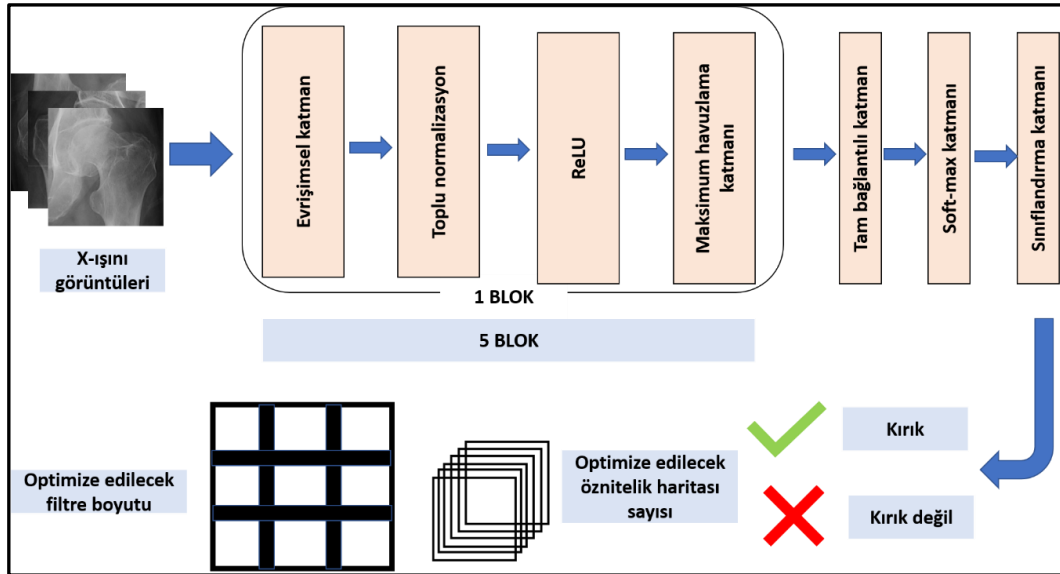 Evrişimsel katman
Toplu normalizasyon
ReLU
Maksimum havuzlama
katmanı
Tam bağlantılı katman
Soft-max katmanı
Sınıflandırma katmanı
X-ışını
görüntüleri
1 BLOK
5 BLOK
Optimize edilecek
filtre boyutu
Optimize edilecek
öznitelik haritası
sayısı
Kırık
Kırık değil